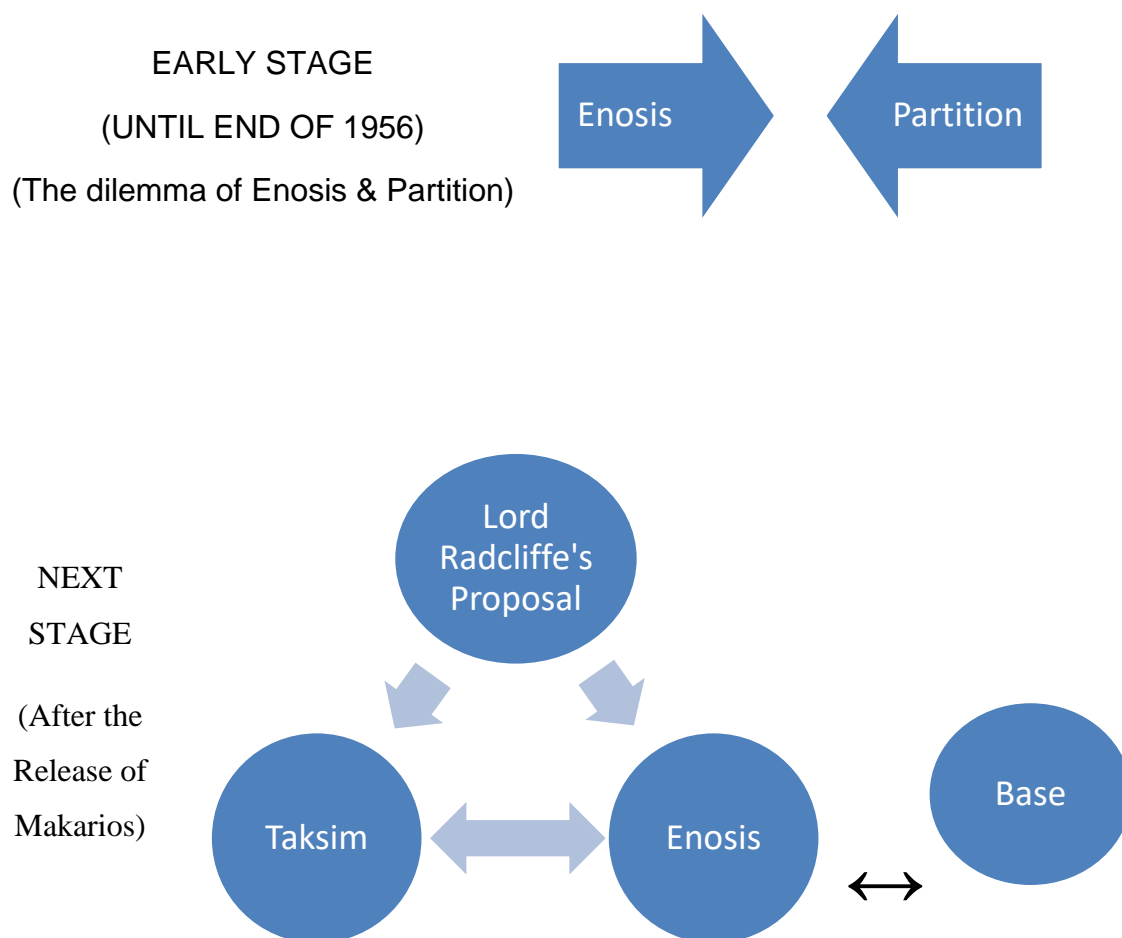 EARLY STAGE
(UNTIL END OF 1956)
(The dilemma of Enosis & Partition)
Enosis
Partition
Lord
Radcliffe's
Proposal
NEXT
STAGE
(After the
Release of
Makarios)
Taksim
Enosis
Base